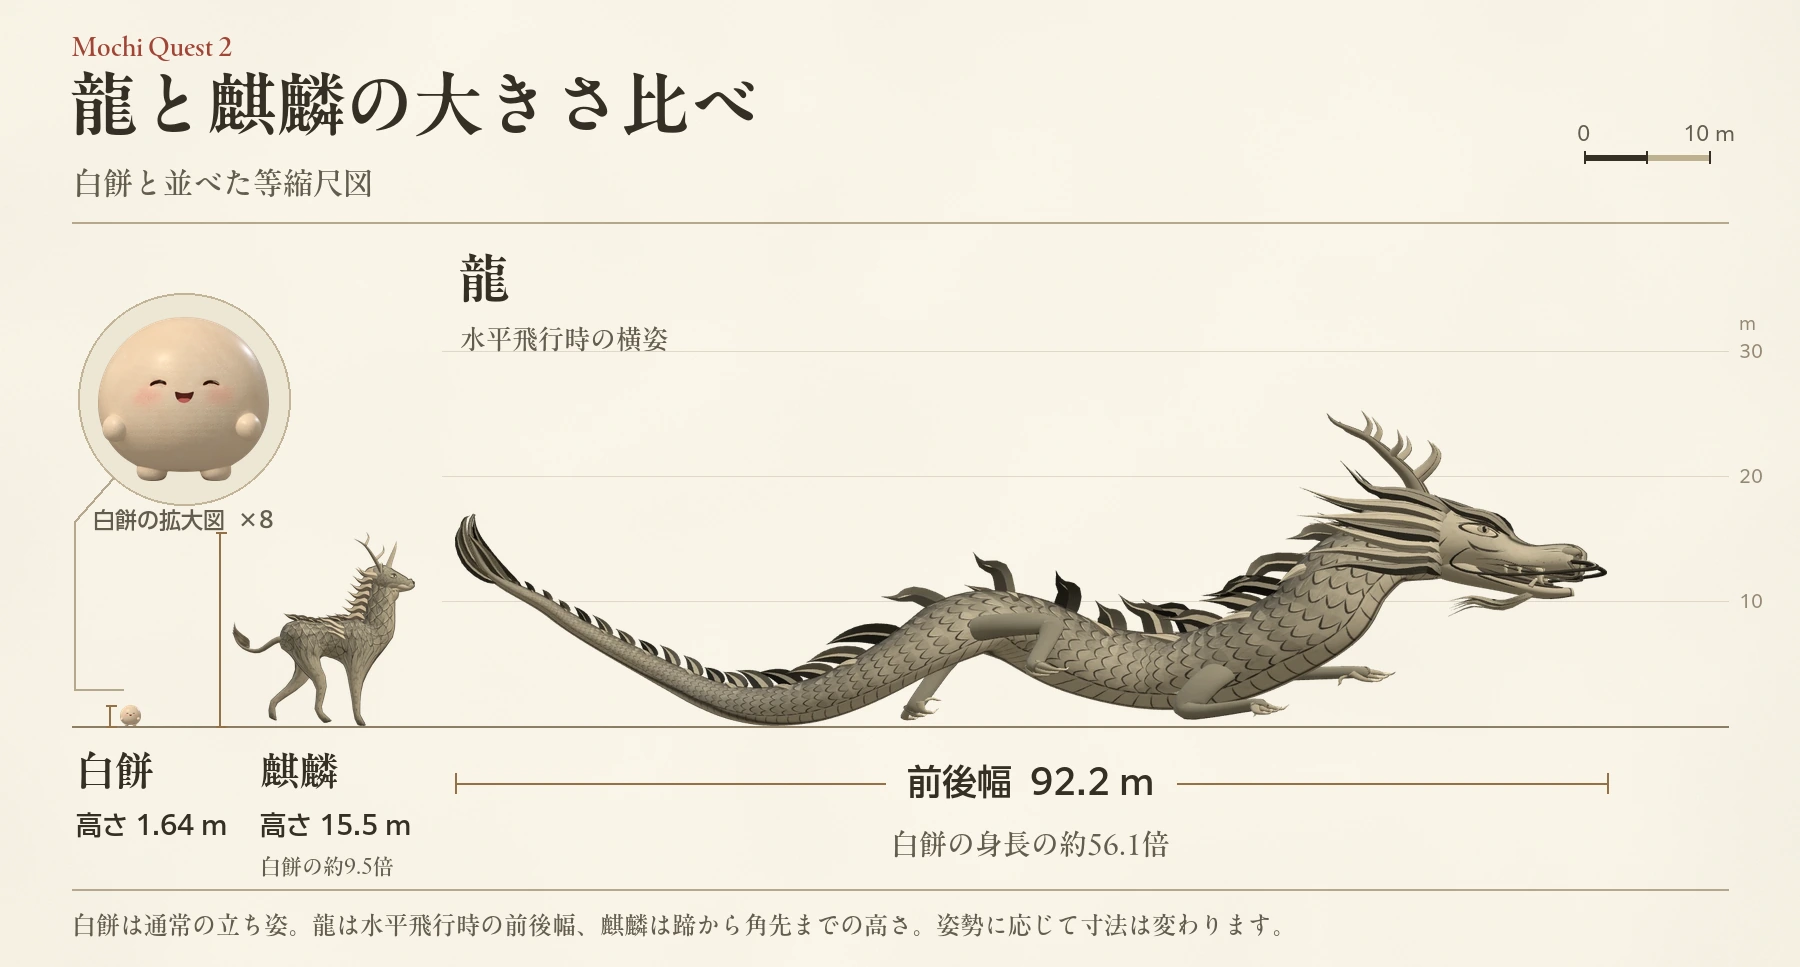 Mochi Quest 2
龍と麒麟の大きさ比べ
白餅と並べた等縮尺図
0 10 m
龍
水平飛行時の横姿
m
30
20
10
白餅の拡大図 ×8
白餅
高さ 1.64 m
麒麟
高さ 15.5 m
白餅の約9.5倍
前後幅 92.2 m
白餅の身長の約56.1倍
白餅は通常の立ち姿。龍は水平飛行時の前後幅、麒麟は蹄から角先までの高さ。姿勢に応じて寸法は変わります。